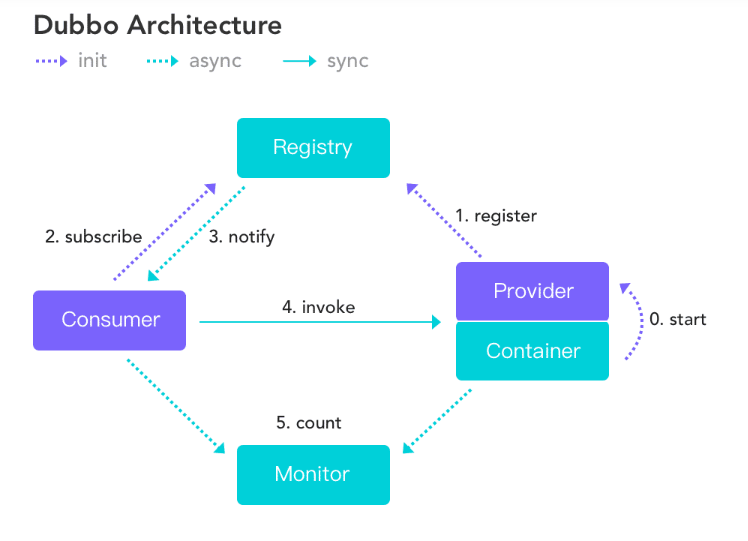 Dubbo Architecture
init async sync
Registry
1. register
2. subscribe
3. notify
Provider
4. invoke
Consumer
0. start
Container
5. count
Monitor